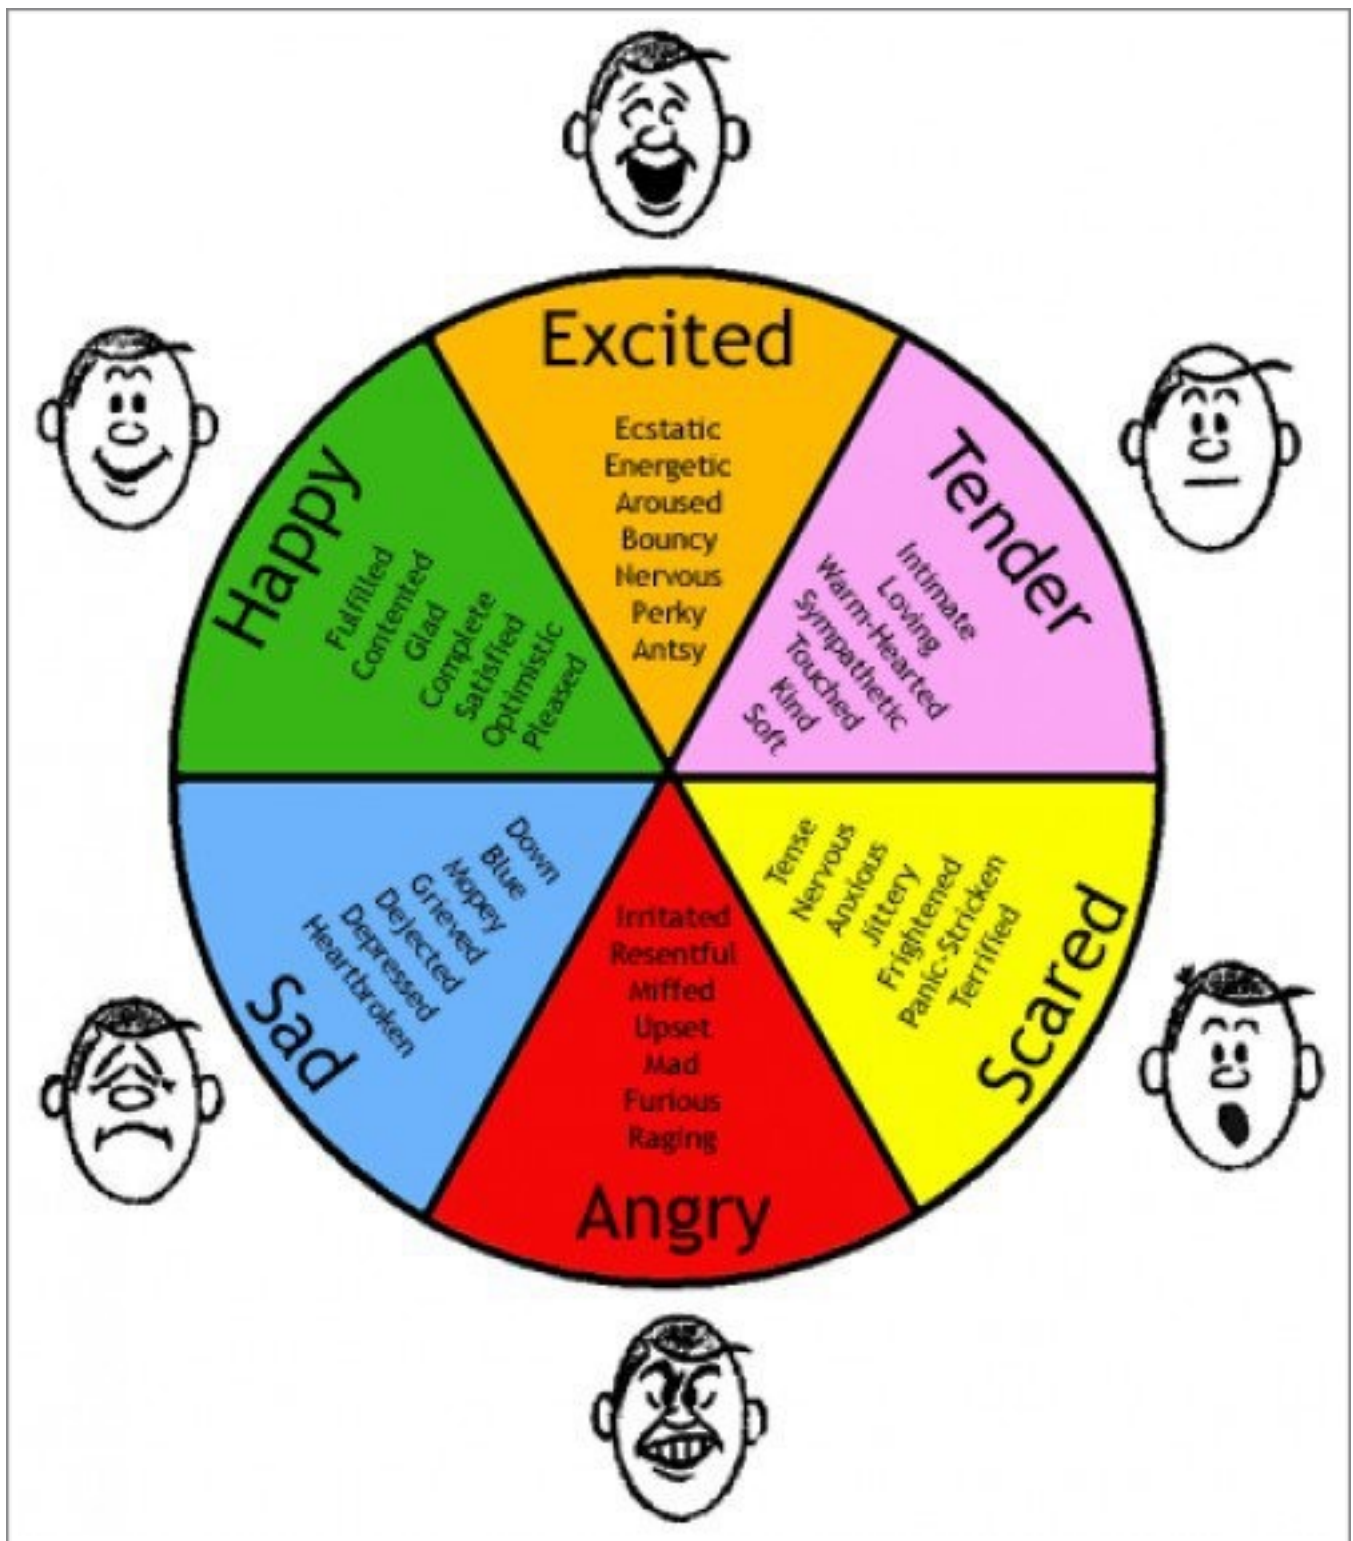 Excited
Ecstatic
Energetic
Aroused
Bouncy
Nervous
Perky
Antsy
Tender
Intimate
Loving
Warm-Hearted
Sympathetic
Touched
Kind
Soft
Scared
Tense
Nervous
Anxious
Jittery
Frightened
Panic-Stricken
Terrified
Angry
Irritated
Resentful
Miffed
Upset
Mad
Furious
Raging
Sad
Down
Blue
Mopey
Grieved
Dejected
Depressed
Heartbroken
Happy
Fulfilled
Contented
Glad
Complete
Satisfied
Optimistic
Pleased